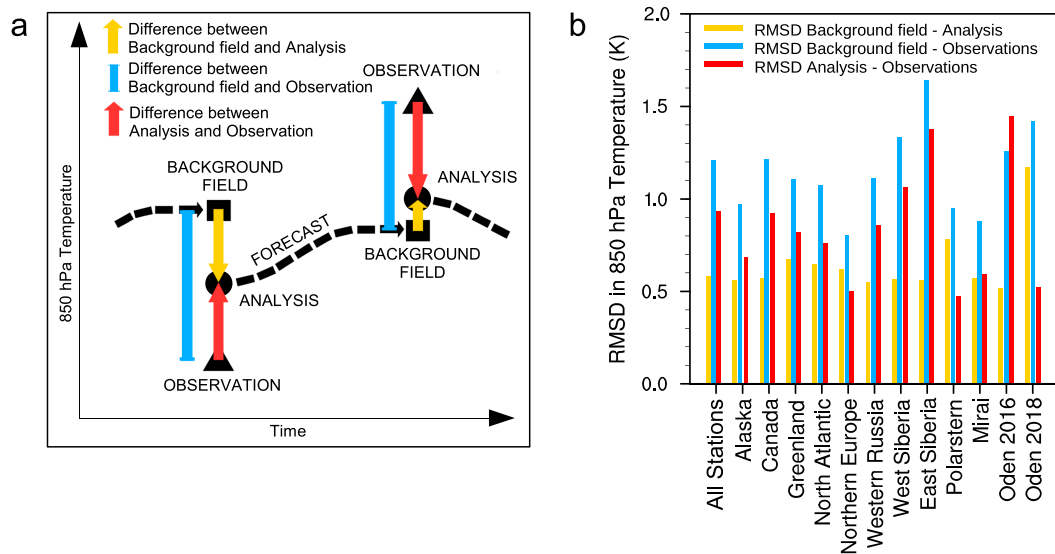 a
Difference between
Background field and Analysis
Difference between
Background field and Observation
Difference between
Analysis and Observation
OBSERVATION
BACKGROUND
FIELD
ANALYSIS
FORECAST
BACKGROUND
FIELD
ANALYSIS
OBSERVATION
850 hPa Temperature
Time
b
RMSD Background field - Analysis
RMSD Background field - Observations
RMSD Analysis - Observations
RMSD in 850 hPa Temperature (K)
2.0
1.5
1.0
0.5
0.0
All Stations
Alaska
Canada
Greenland
North Atlantic
Northern Europe
Western Russia
West Siberia
East Siberia
Polarstern
Mirai
Oden 2016
Oden 2018